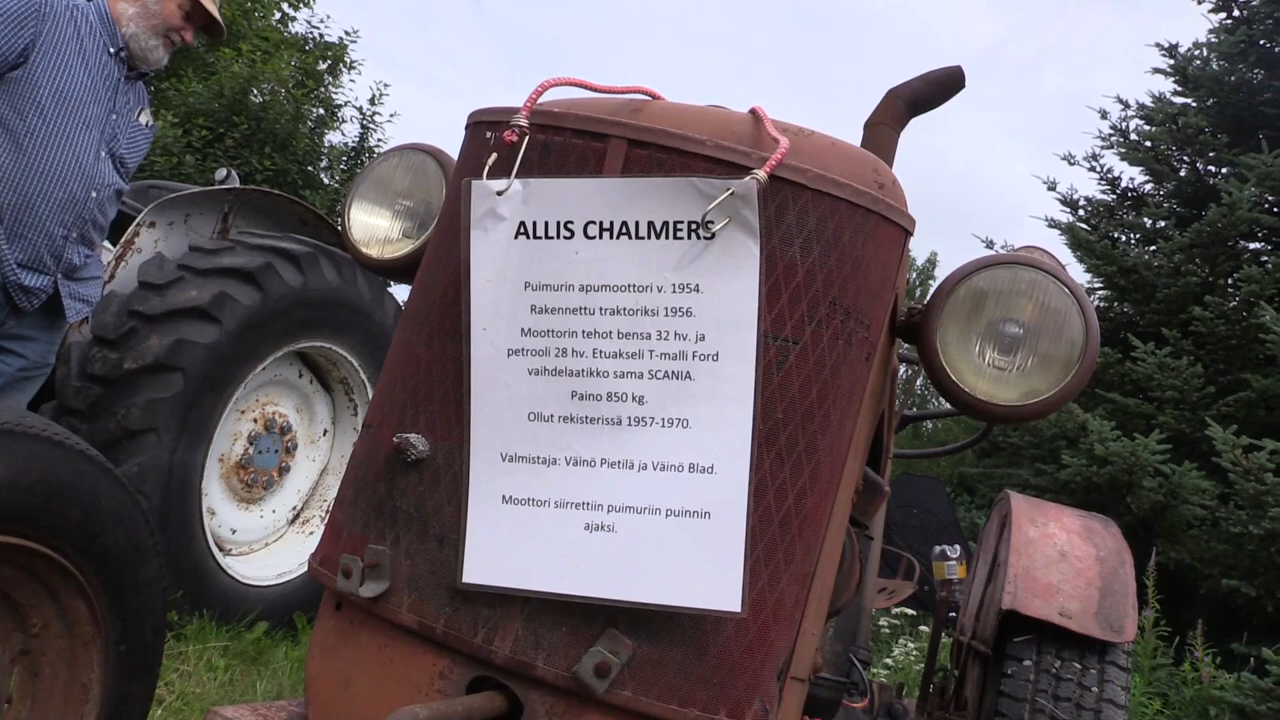 ALLIS CHALMERS
Puimurin apumoottori v. 1954.
Rakennettu traktoriksi 1956.
Moottorin tehot bensa 32 hv. ja
petrooli 28 hv. Etuakseli T-malli Ford
vaihdelaatikko sama SCANIA.
Paino 850 kg.
Ollut rekisterissä 1957-1970.
Valmistaja: Väinö Pietilä ja Väinö Blad.
Moottori siirrettiin puimuriin puinnin
ajaksi.